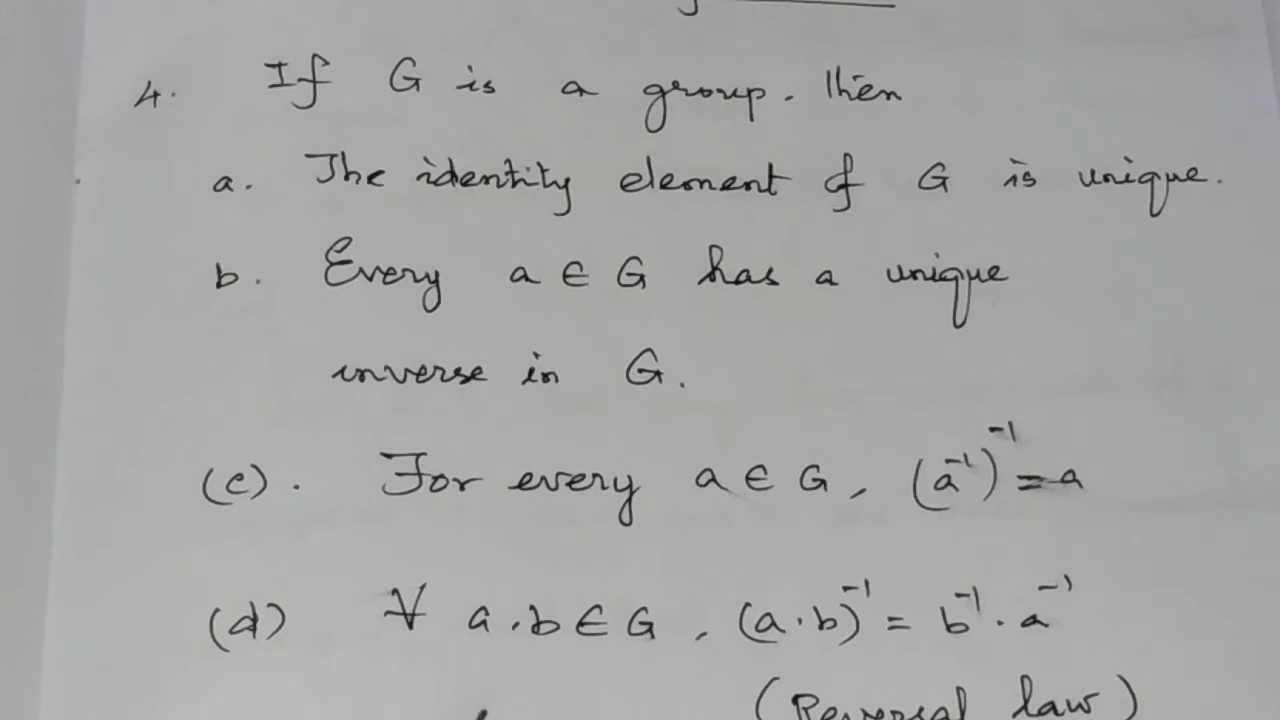 4. If G is a group. Then
a. The identity element of G is unique.
b. Every a ∈ G has a unique
inverse in G.
(c). For every a ∈ G, (a⁻¹)⁻¹ = a
(d) ∀ a.b ∈ G, (a·b)⁻¹ = b⁻¹·a⁻¹
(Reversal law)